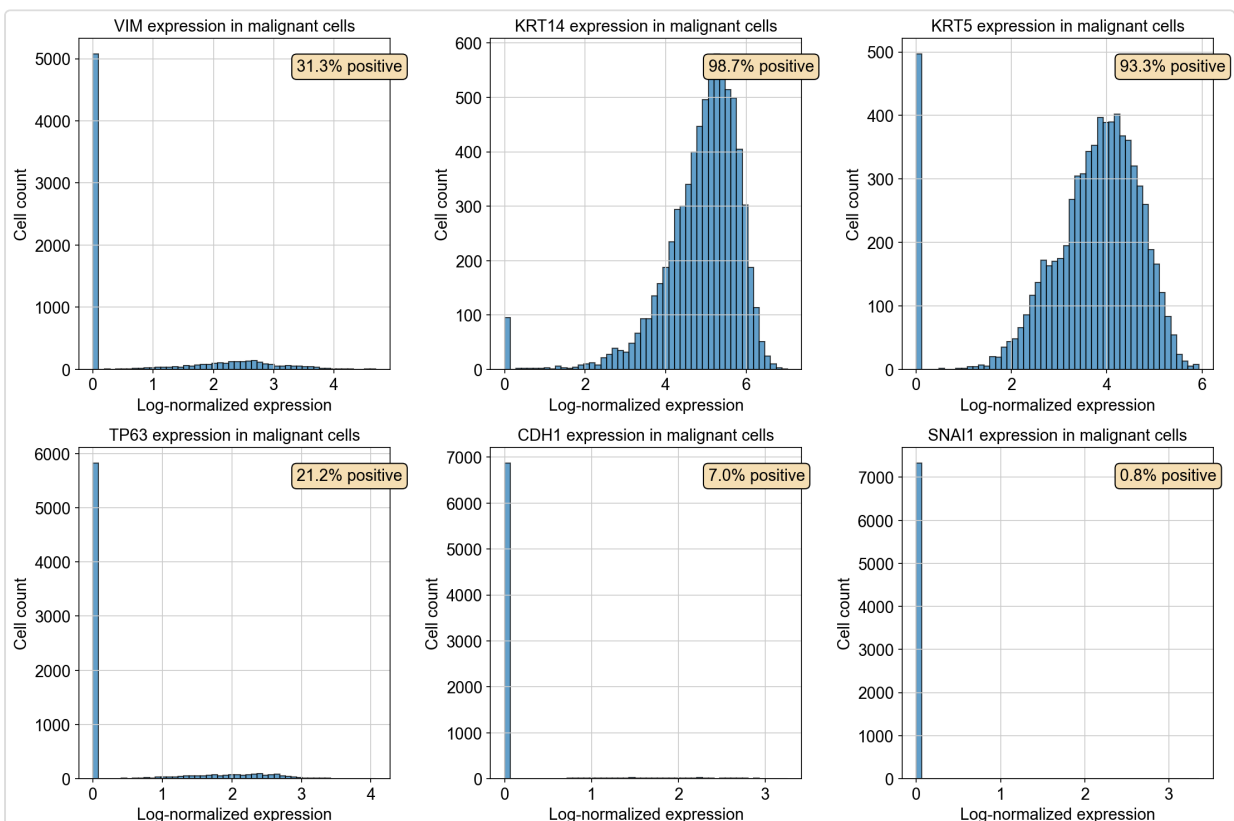 VIM expression in malignant cells
5000
4000
3000
2000
1000
0
Cell count
31.3% positive
0 1 2 3 4
Log-normalized expression
KRT14 expression in malignant cells
600
500
400
300
200
100
0
Cell count
98.7% positive
0 2 4 6
Log-normalized expression
KRT5 expression in malignant cells
500
400
300
200
100
0
Cell count
93.3% positive
0 2 4 6
Log-normalized expression
TP63 expression in malignant cells
6000
5000
4000
3000
2000
1000
0
Cell count
21.2% positive
0 1 2 3 4
Log-normalized expression
CDH1 expression in malignant cells
7000
6000
5000
4000
3000
2000
1000
0
Cell count
7.0% positive
0 1 2 3
Log-normalized expression
SNAI1 expression in malignant cells
7000
6000
5000
4000
3000
2000
1000
0
Cell count
0.8% positive
0 1 2 3
Log-normalized expression